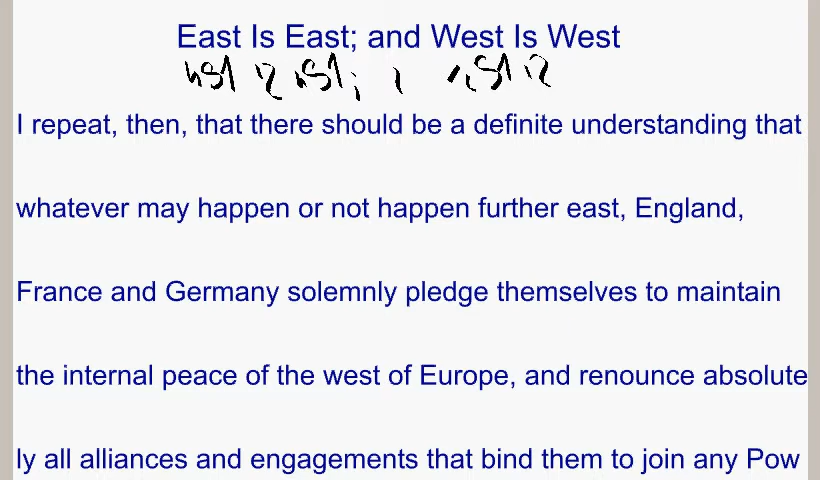 East Is East; and West Is West
I repeat, then, that there should be a definite understanding that
whatever may happen or not happen further east, England,
France and Germany solemnly pledge themselves to maintain
the internal peace of the west of Europe, and renounce absolute
ly all alliances and engagements that bind them to join any Pow